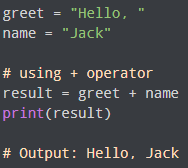 greet = "Hello, "
name = "Jack"
# using + operator
result = greet + name
print(result)
# Output: Hello, Jack